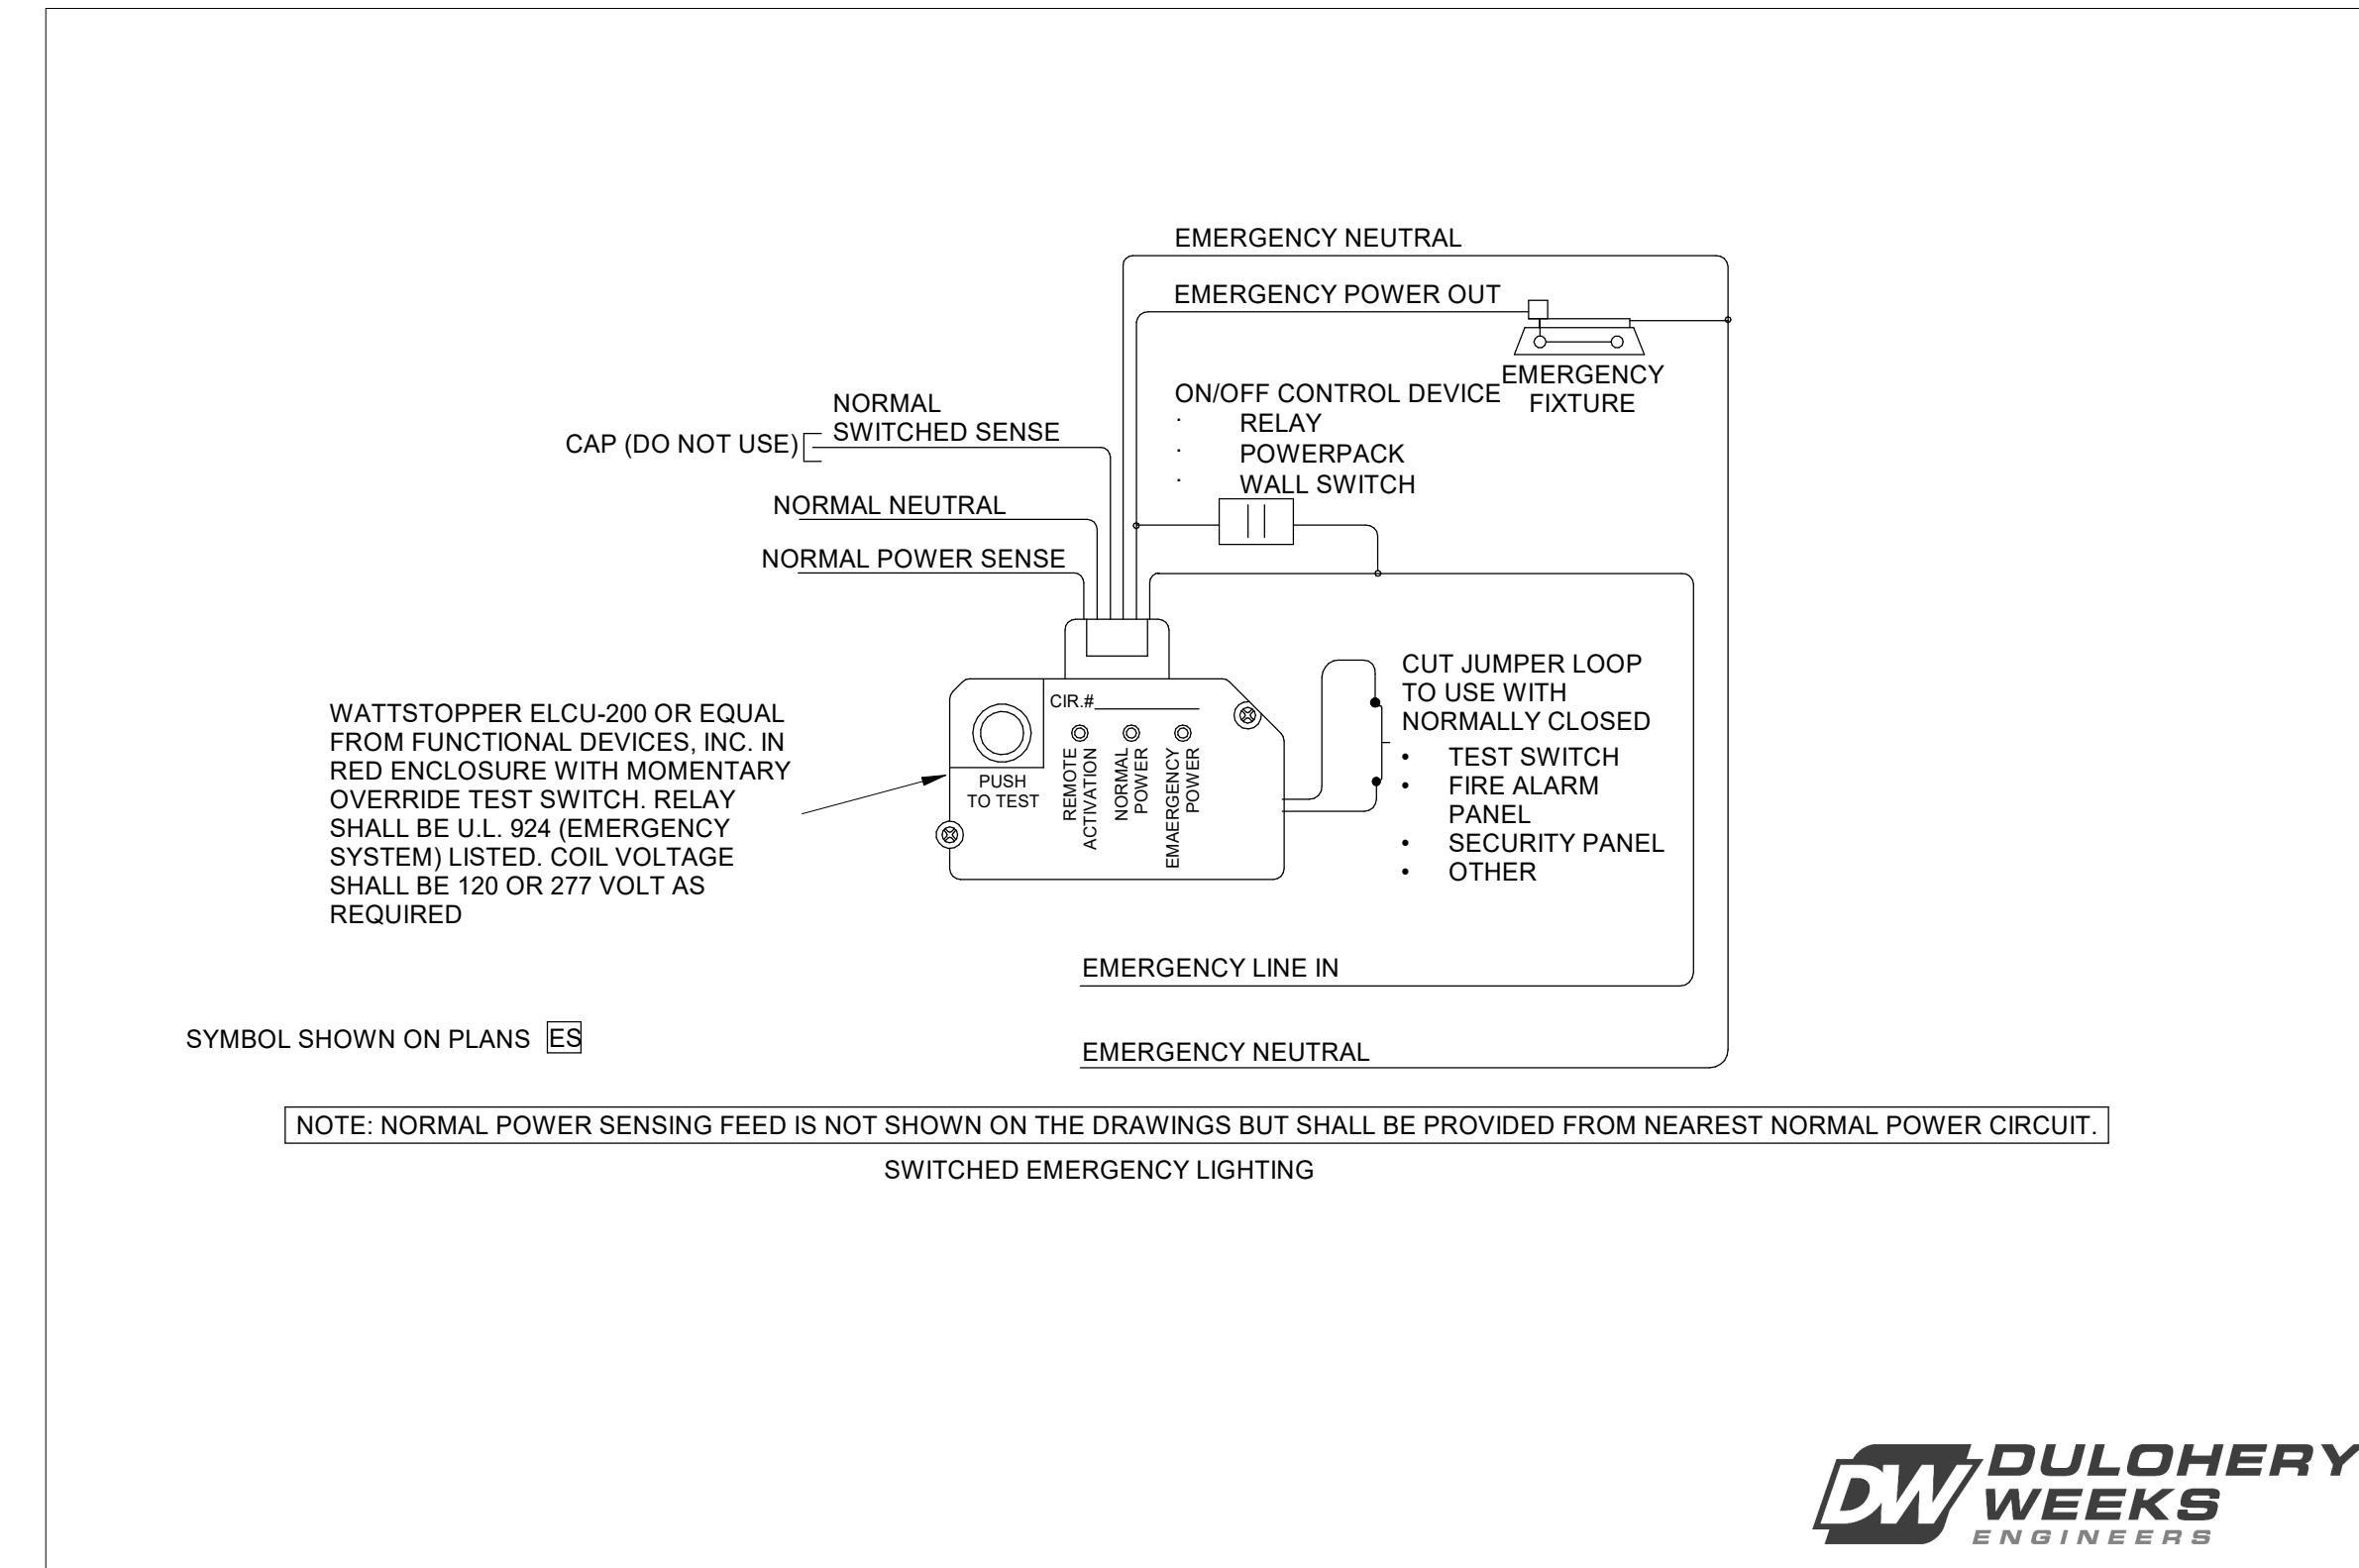 EMERGENCY NEUTRAL
EMERGENCY POWER OUT
EMERGENCY
FIXTURE
ON/OFF CONTROL DEVICE
· RELAY
· POWERPACK
· WALL SWITCH
NORMAL
SWITCHED SENSE
CAP (DO NOT USE)
NORMAL NEUTRAL
NORMAL POWER SENSE
CUT JUMPER LOOP
TO USE WITH
NORMALLY CLOSED
• TEST SWITCH
• FIRE ALARM
PANEL
• SECURITY PANEL
• OTHER
CIR.#
PUSH
TO TEST
REMOTE
ACTIVATION
NORMAL
POWER
EMAERGENCY
POWER
WATTSTOPPER ELCU-200 OR EQUAL
FROM FUNCTIONAL DEVICES, INC. IN
RED ENCLOSURE WITH MOMENTARY
OVERRIDE TEST SWITCH. RELAY
SHALL BE U.L. 924 (EMERGENCY
SYSTEM) LISTED. COIL VOLTAGE
SHALL BE 120 OR 277 VOLT AS
REQUIRED
EMERGENCY LINE IN
SYMBOL SHOWN ON PLANS ES
EMERGENCY NEUTRAL
NOTE: NORMAL POWER SENSING FEED IS NOT SHOWN ON THE DRAWINGS BUT SHALL BE PROVIDED FROM NEAREST NORMAL POWER CIRCUIT.
SWITCHED EMERGENCY LIGHTING
DW
DULOHERY
WEEKS
ENGINEERS